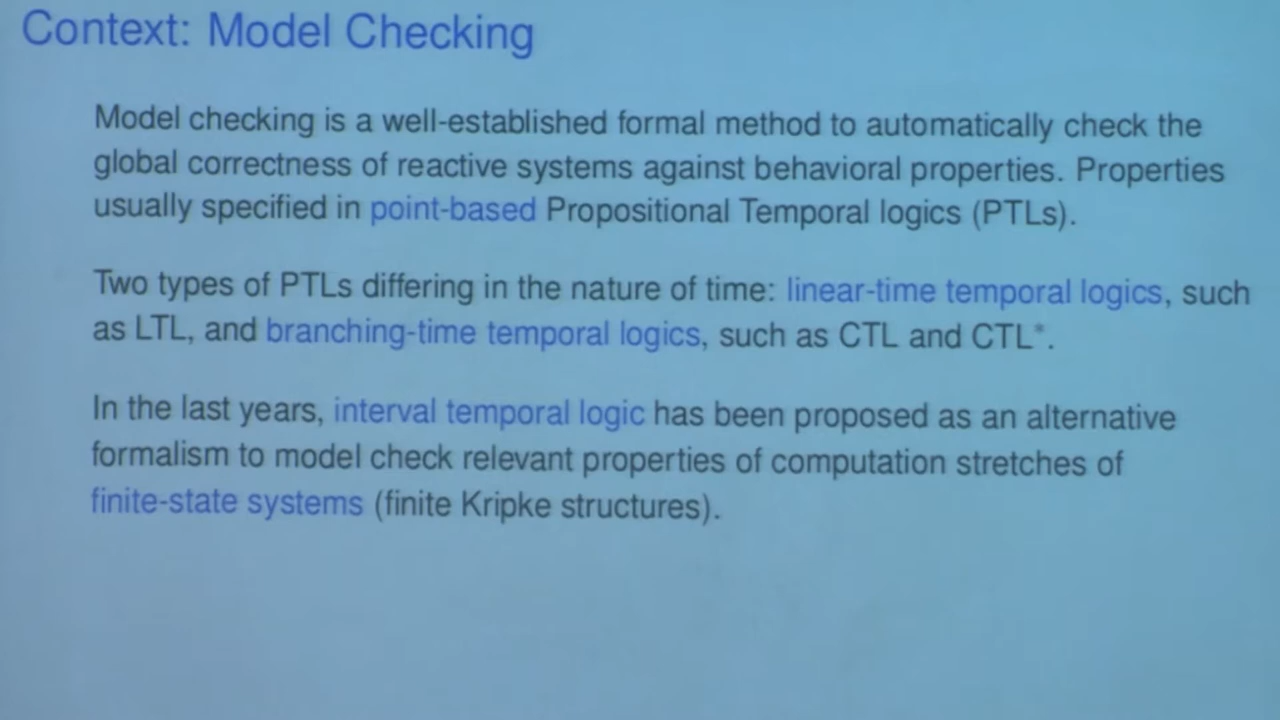 Context: Model Checking
Model checking is a well-established formal method to automatically check the
global correctness of reactive systems against behavioral properties. Properties
usually specified in point-based Propositional Temporal logics (PTLs).
Two types of PTLs differing in the nature of time: linear-time temporal logics, such
as LTL, and branching-time temporal logics, such as CTL and CTL*.
In the last years, interval temporal logic has been proposed as an alternative
formalism to model check relevant properties of computation stretches of
finite-state systems (finite Kripke structures).